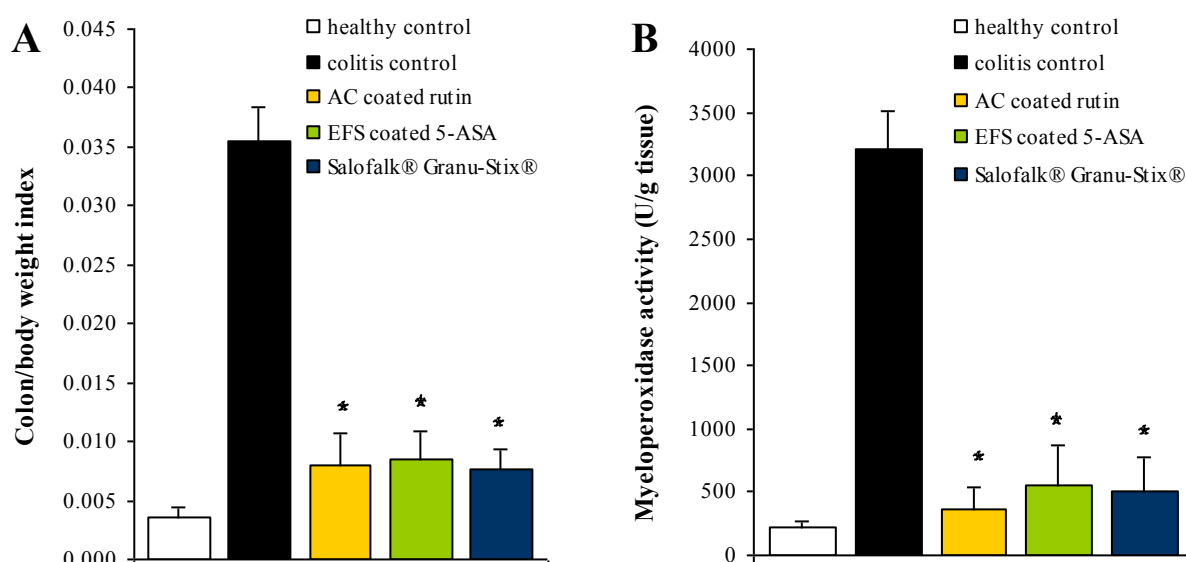 A
Colon/body weight index
0.045
0.040
0.035
0.030
0.025
0.020
0.015
0.010
0.005
0.000
healthy control
colitis control
AC coated rutin
EFS coated 5-ASA
Salofalk® Granu-Stix®
*
*
*
B
Myeloperoxidase activity (U/g tissue)
4000
3500
3000
2500
2000
1500
1000
500
0
healthy control
colitis control
AC coated rutin
EFS coated 5-ASA
Salofalk® Granu-Stix®
*
*
*